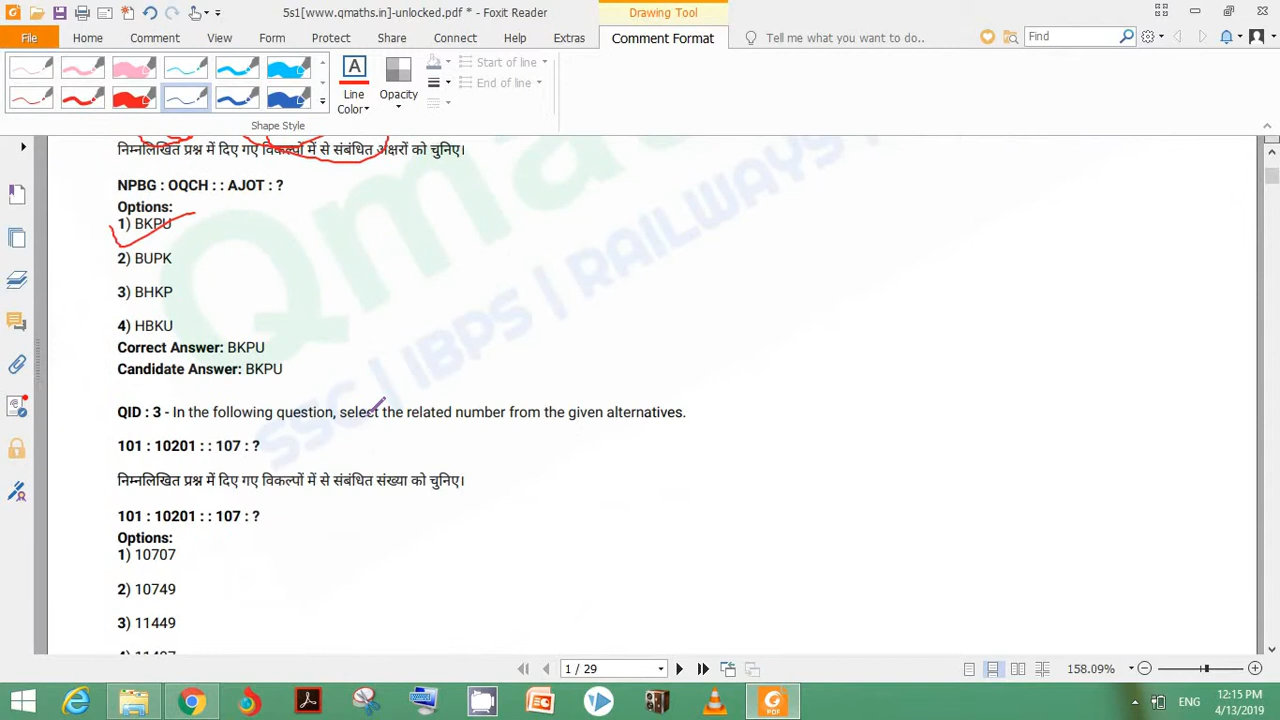 5s1[www.qmaths.in]-unlocked.pdf * - Foxit Reader
Drawing Tool
File Home Comment View Form Protect Share Connect Help Extras Comment Format Tell me what you want to do... Find
Line Color
Opacity
Start of line
End of line
Shape Style
निम्नलिखित प्रश्न में दिए गए विकल्पों में से संबंधित अक्षरों को चुनिए।
NPBG : OQCH : : AJOT : ?
Options:
1) BKPU
2) BUPK
3) BHKP
4) HBKU
Correct Answer: BKPU
Candidate Answer: BKPU
QID : 3 - In the following question, select the related number from the given alternatives.
101 : 10201 : : 107 : ?
निम्नलिखित प्रश्न में दिए गए विकल्पों में से संबंधित संख्या को चुनिए।
101 : 10201 : : 107 : ?
Options:
1) 10707
2) 10749
3) 11449
SSC | IBPS | RAILWAYS
1 / 29
158.09%
ENG
12:15 PM
4/13/2019